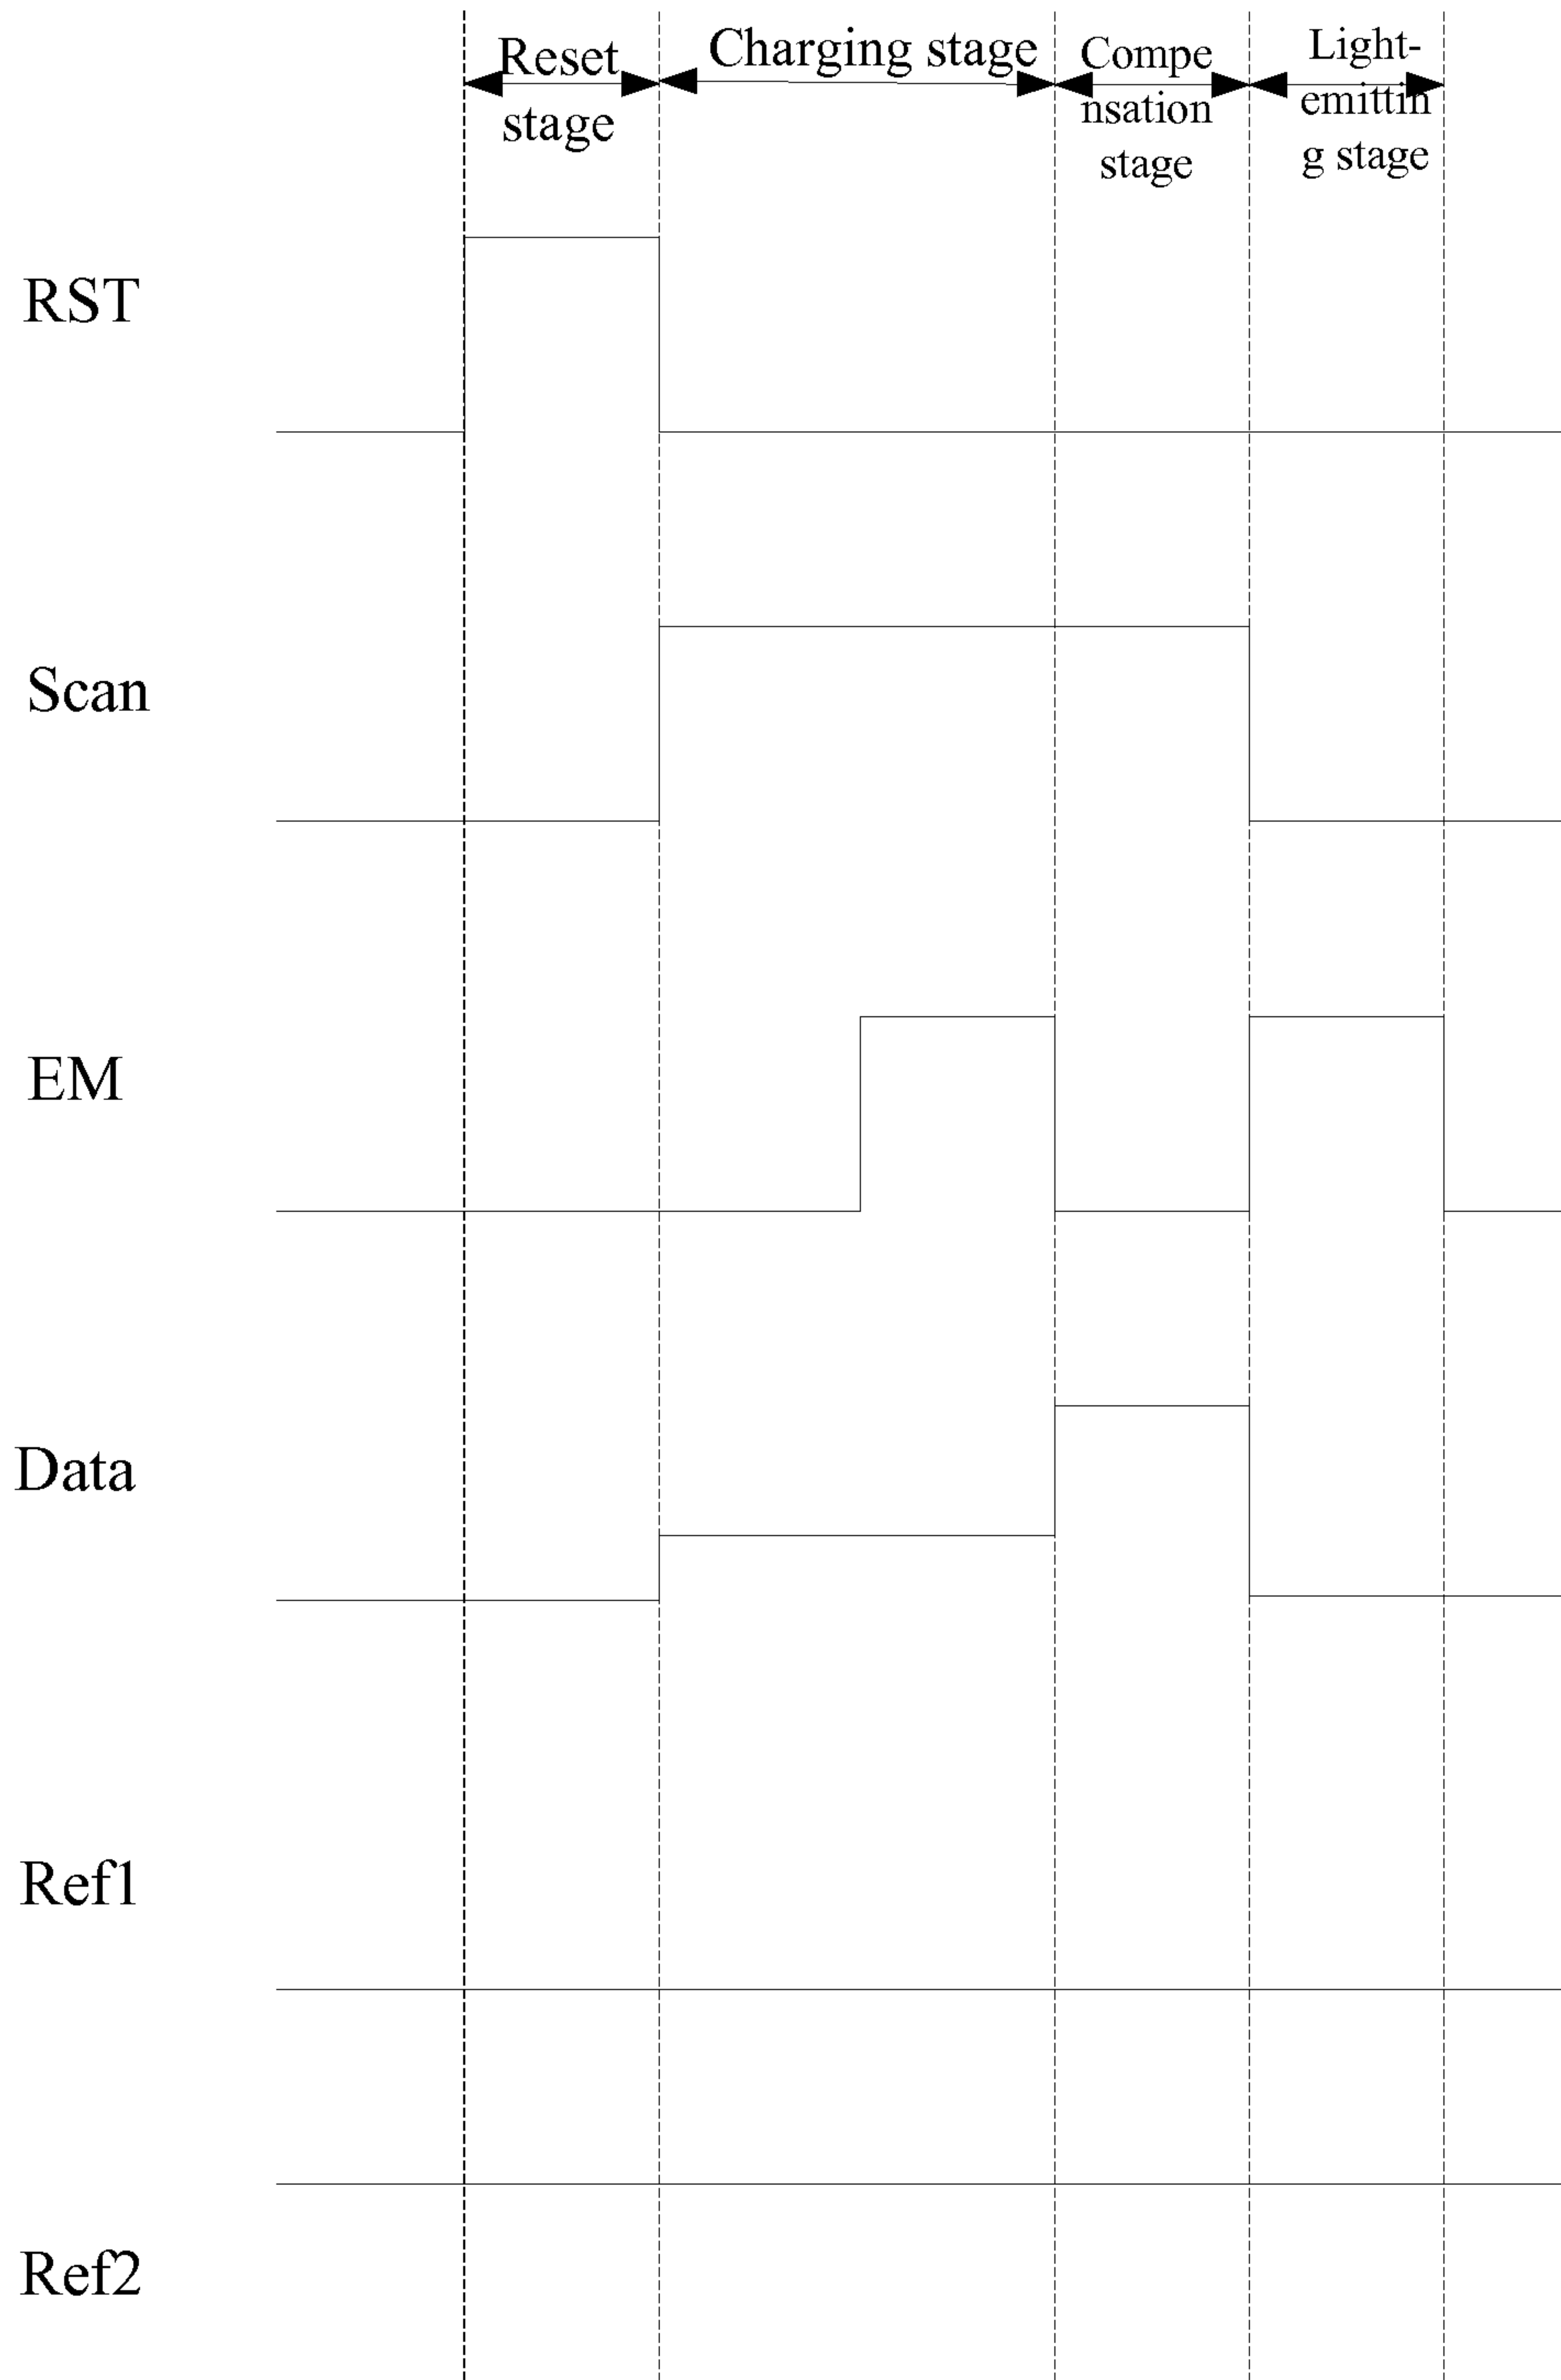 Reset
stage
Charging stage
Compe
nsation
stage
Light-
emittin
g stage
RST
Scan
EM
Data
Ref1
Ref2